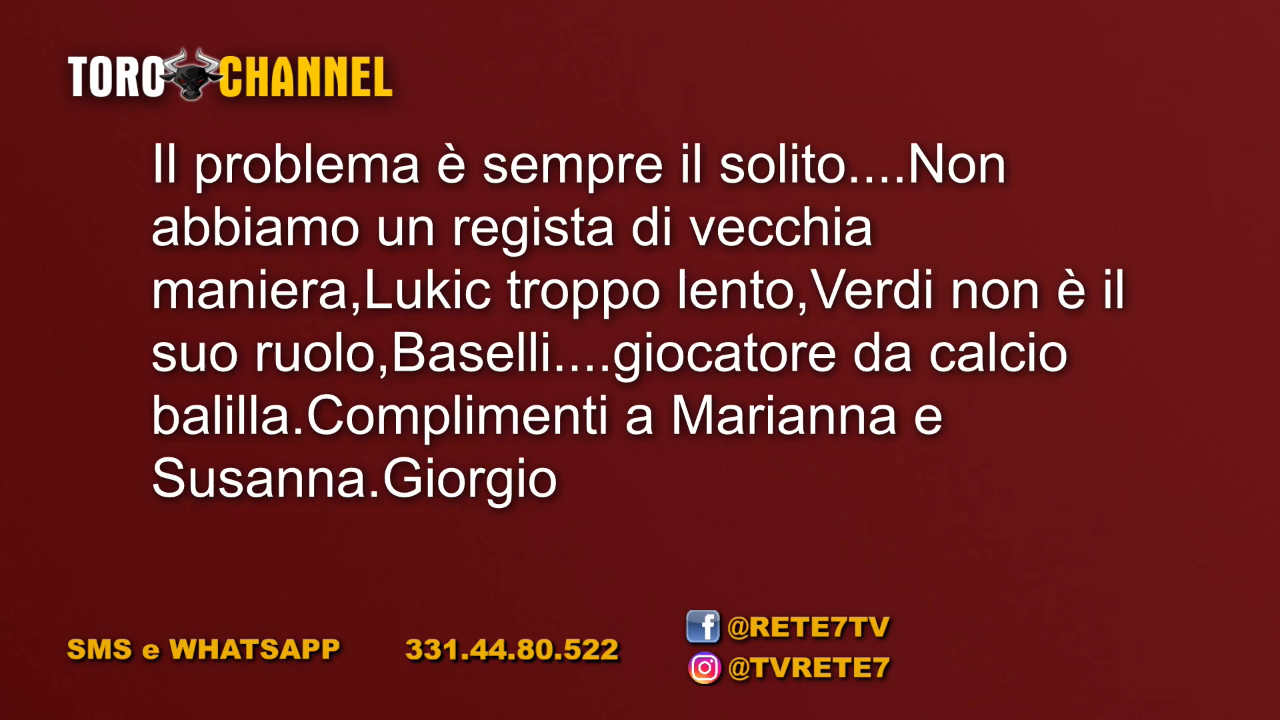 TORO CHANNEL
Il problema è sempre il solito....Non
abbiamo un regista di vecchia
maniera,Lukic troppo lento,Verdi non è il
suo ruolo,Baselli....giocatore da calcio
balilla.Complimenti a Marianna e
Susanna.Giorgio
SMS e WHATSAPP 331.44.80.522
@RETE7TV
@TVRETE7